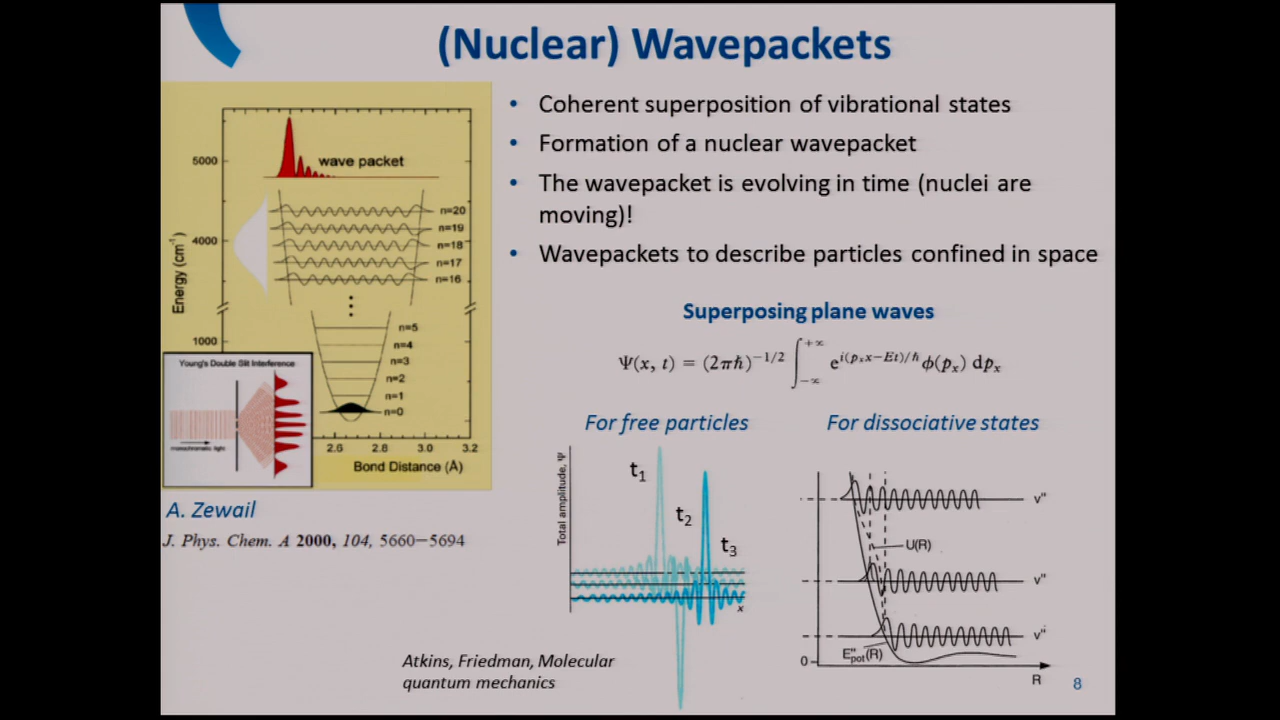 (Nuclear) Wavepackets
• Coherent superposition of vibrational states
• Formation of a nuclear wavepacket
• The wavepacket is evolving in time (nuclei are
moving)!
• Wavepackets to describe particles confined in space
Energy (cm⁻¹)
5000
4000
1000
wave packet
n=20
n=19
n=18
n=17
n=16
n=5
n=4
n=3
n=2
n=1
n=0
2.6 2.8 3.0 3.2
Bond Distance (Å)
Young's Double Slit Interference
monochromatic light
A. Zewail
J. Phys. Chem. A 2000, 104, 5660−5694
Superposing plane waves
Ψ(x, t) = (2πħ)^{−1/2} ∫_{−∞}^{+∞} e^{i(pₓx−Et)/ħ} ϕ(pₓ) dpₓ
For free particles
Total amplitude, Ψ
t₁
t₂
t₃
x
Atkins, Friedman, Molecular
quantum mechanics
For dissociative states
v''
U(R)
v''
v''
E''pot(R)
0
R
8